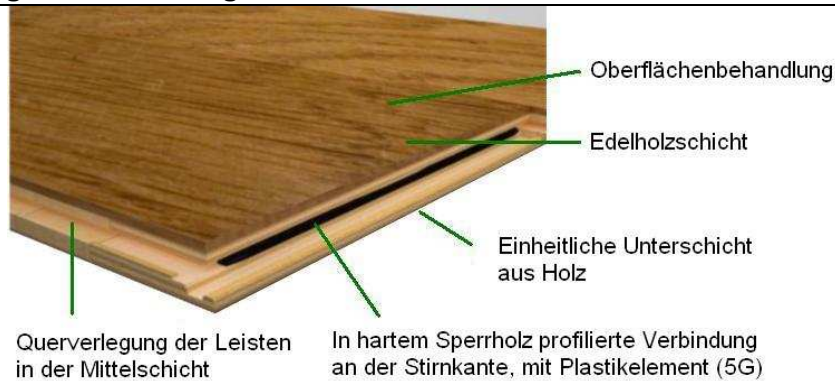 Oberflächenbehandlung
Edelholzschicht
Einheitliche Unterschicht
aus Holz
Querverlegung der Leisten
in der Mittelschicht
In hartem Sperrholz profilierte Verbindung
an der Stirnkante, mit Plastikelement (5G)